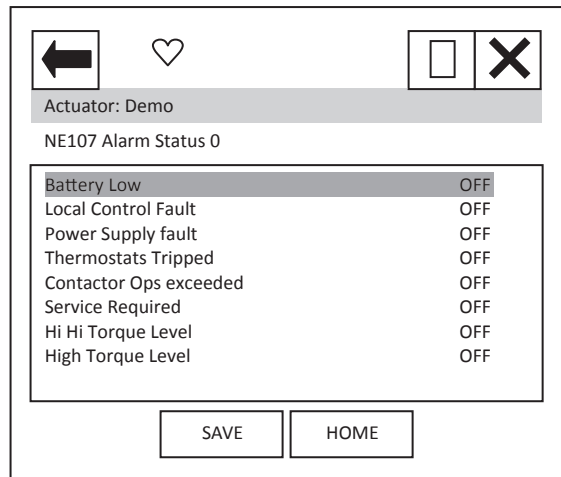 Actuator: Demo
NE107 Alarm Status 0
Battery Low OFF
Local Control Fault OFF
Power Supply fault OFF
Thermostats Tripped OFF
Contactor Ops exceeded OFF
Service Required OFF
Hi Hi Torque Level OFF
High Torque Level OFF
SAVE HOME